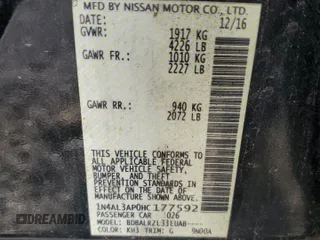 MFD BY NISSAN MOTOR CO., LTD.
DATE: 12/16
GVWR: 1917 KG
4226 LB
GAWR FR: 1010 KG
2227 LB
GAWR RR: 940 KG
2072 LB
THIS VEHICLE CONFORMS TO ALL
APPLICABLE FEDERAL
MOTOR VEHICLE SAFETY,
BUMPER, AND THEFT
PREVENTION STANDARDS
IN EFFECT ON THE DATE OF
MANUFACTURE SHOWN ABOVE.
1N4AL3AP0HC177592
PASSENGER CAR 026
MODEL: BDBALRZL33EUAB----
COLOR: KH3 TRIM: G